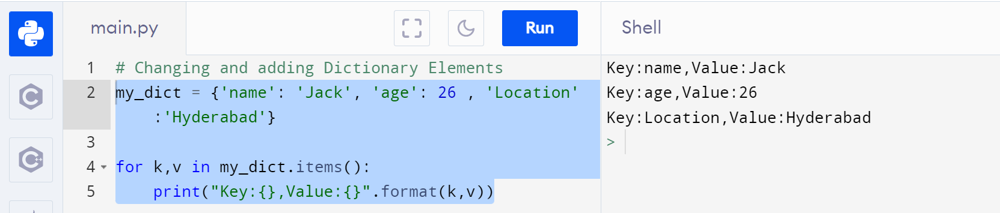 main.py
Run
Shell
1 # Changing and adding Dictionary Elements
2 my_dict = {'name': 'Jack', 'age': 26 , 'Location'
:'Hyderabad'}
3
4 for k,v in my_dict.items():
5 print("Key:{},Value:{}".format(k,v))
Key:name,Value:Jack
Key:age,Value:26
Key:Location,Value:Hyderabad
>
C
C++